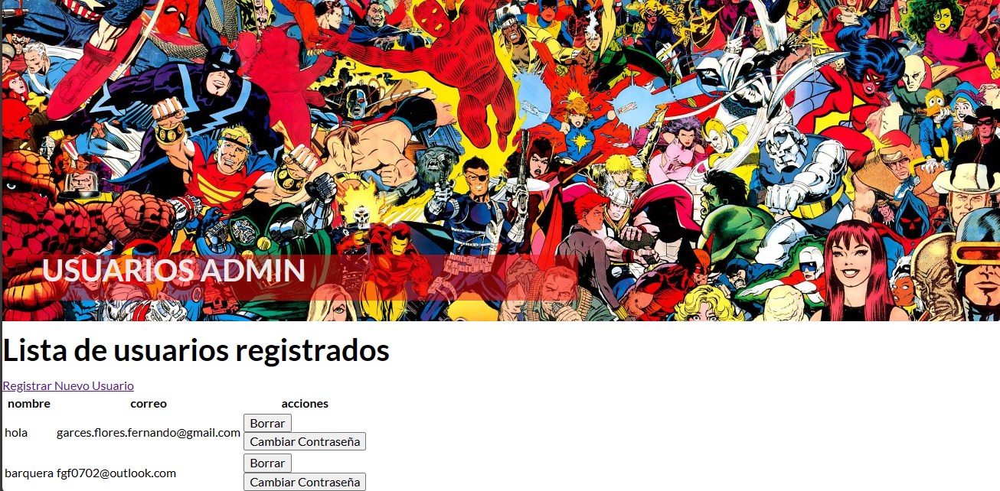 USUARIOS ADMIN
Lista de usuarios registrados
Registrar Nuevo Usuario
nombre correo acciones
hola garces.flores.fernando@gmail.com Borrar
Cambiar Contraseña
barquera fgf0702@outlook.com Borrar
Cambiar Contraseña